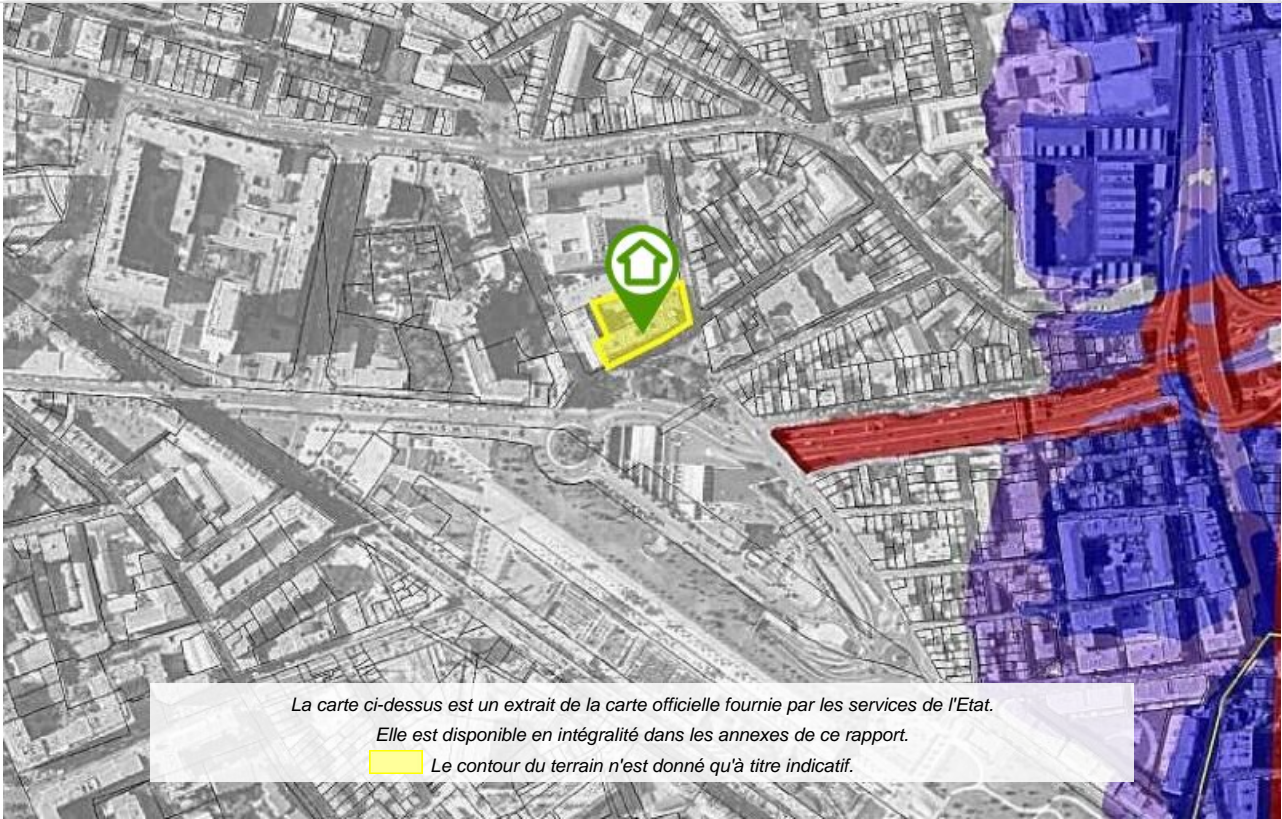 La carte ci-dessus est un extrait de la carte officielle fournie par les services de l'Etat.
Elle est disponible en intégralité dans les annexes de ce rapport.
Le contour du terrain n'est donné qu'à titre indicatif.